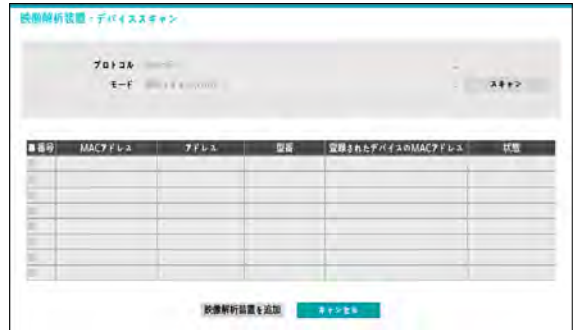 映像解析装置・デバイススキャン
プロトコル
モード
スキャン
番号 MACアドレス アドレス 型番 登録されたデバイスのMACアドレス 状態
映像解析装置を追加 キャンセル